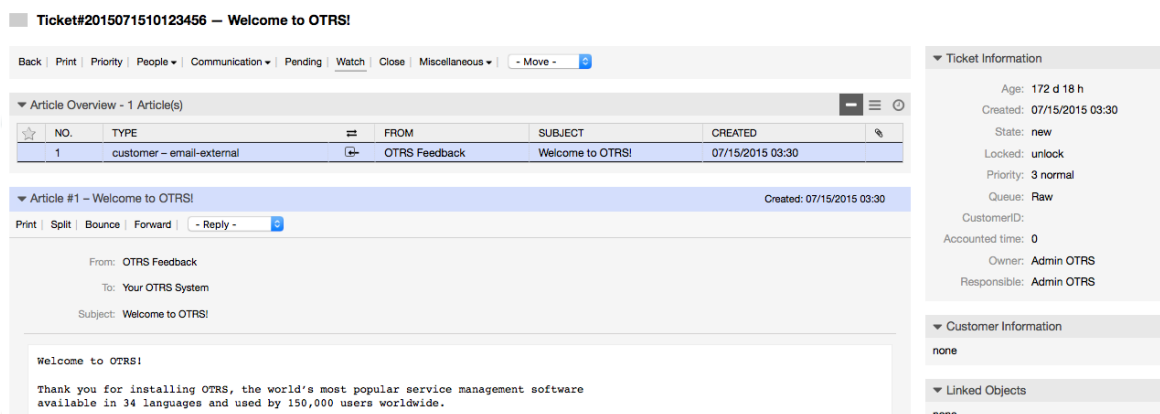 Ticket#2015071510123456 — Welcome to OTRS!
Back Print Priority People Communication Pending Watch Close Miscellaneous - Move -
Article Overview - 1 Article(s)
NO. TYPE FROM SUBJECT CREATED
1 customer – email-external OTRS Feedback Welcome to OTRS! 07/15/2015 03:30
Article #1 – Welcome to OTRS! Created: 07/15/2015 03:30
Print Split Bounce Forward - Reply -
From: OTRS Feedback
To: Your OTRS System
Subject: Welcome to OTRS!
Welcome to OTRS!
Thank you for installing OTRS, the world's most popular service management software
available in 34 languages and used by 150,000 users worldwide.
Ticket Information
Age: 172 d 18 h
Created: 07/15/2015 03:30
State: new
Locked: unlock
Priority: 3 normal
Queue: Raw
CustomerID:
Accounted time: 0
Owner: Admin OTRS
Responsible: Admin OTRS
Customer Information
none
Linked Objects
none